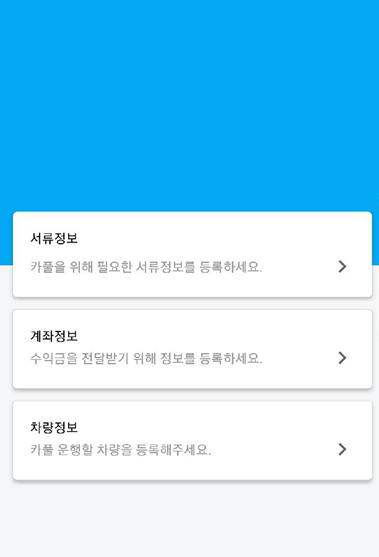 서류정보
카풀을 위해 필요한 서류정보를 등록하세요.
계좌정보
수익금을 전달받기 위해 정보를 등록하세요.
차량정보
카풀 운행할 차량을 등록해주세요.